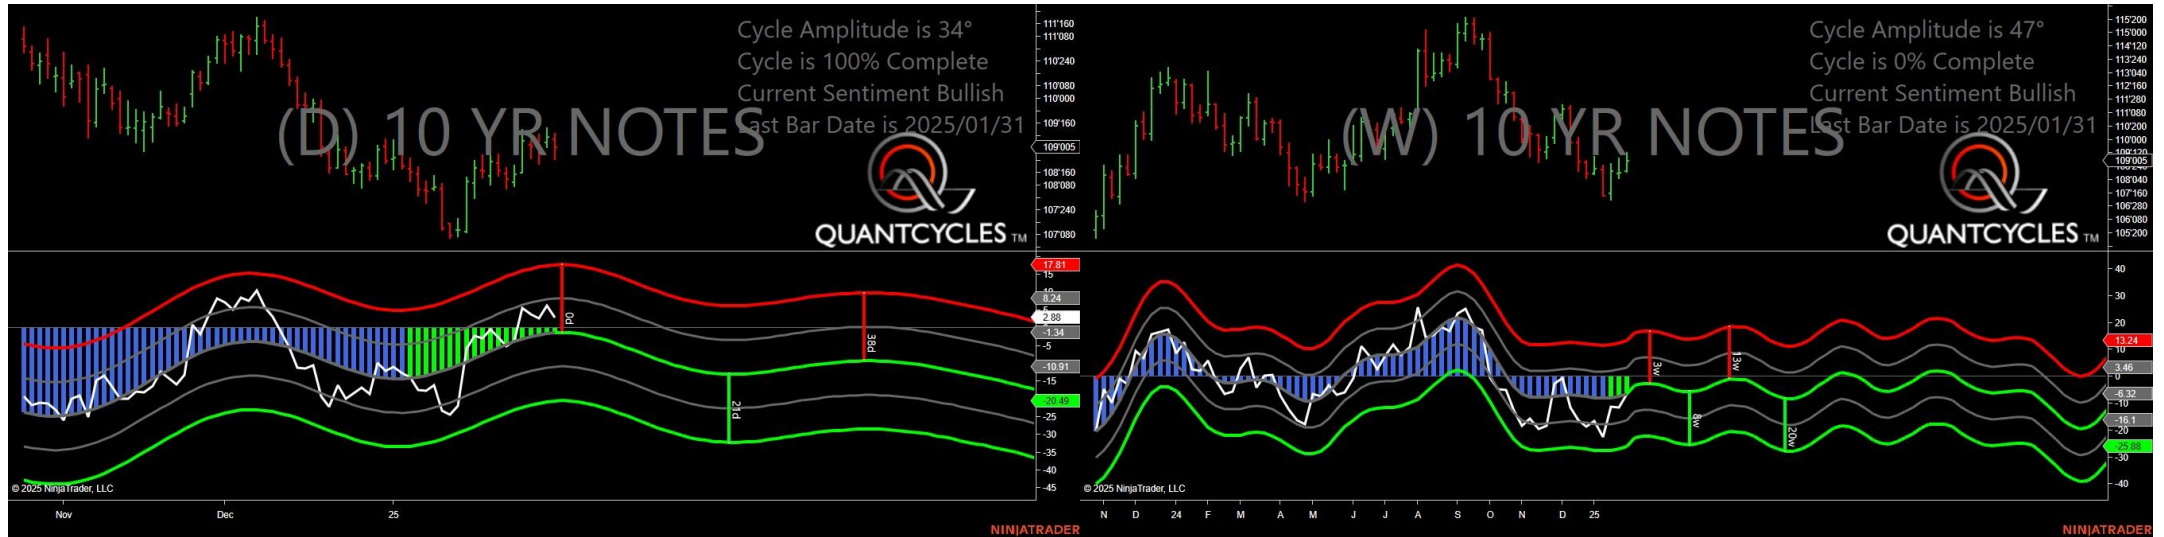 Cycle Amplitude is 34°
Cycle is 100% Complete
Current Sentiment Bullish
Last Bar Date is 2025/01/31
(D) 10 YR NOTES
QUANTCYCLES TM
111'160
111'080
110'240
110'080
110'000
109'160
109'005
108'160
108'080
107'240
107'080
17.81
15
8.24
2.88
-1.34
-5
-10.91
-15
-20.49
-25
-30
-35
-40
-45
0d
21d
38d
© 2025 NinjaTrader, LLC
Nov
Dec
25
NINJATRADER
Cycle Amplitude is 47°
Cycle is 0% Complete
Current Sentiment Bullish
Last Bar Date is 2025/01/31
(W) 10 YR NOTES
QUANTCYCLES TM
115'200
115'000
114'120
113'040
112'160
111'280
111'080
110'200
110'000
109'120
109'005
108'040
107'160
106'280
106'080
105'200
40
30
20
13.24
10
3.46
0
-6.32
-10
-16.1
-20
-25.88
-30
-40
3w
8w
13w
20w
© 2025 NinjaTrader, LLC
N D 24 F M A M J J A S O N D 25
NINJATRADER